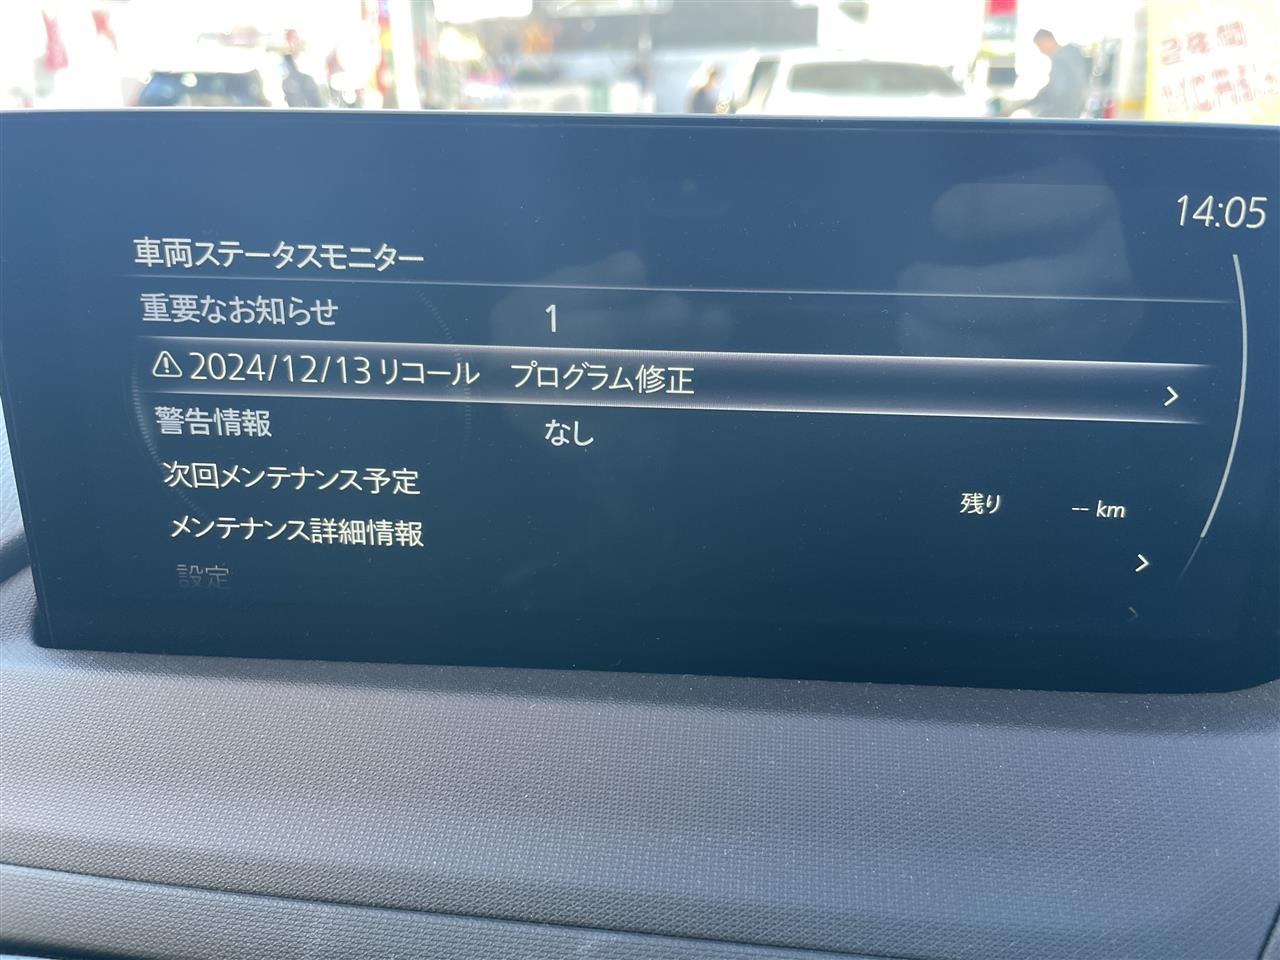 14:05
車両ステータスモニター
重要なお知らせ 1
2024/12/13 リコール プログラム修正 >
警告情報 なし
次回メンテナンス予定 残り -- km
メンテナンス詳細情報 >
設定 >